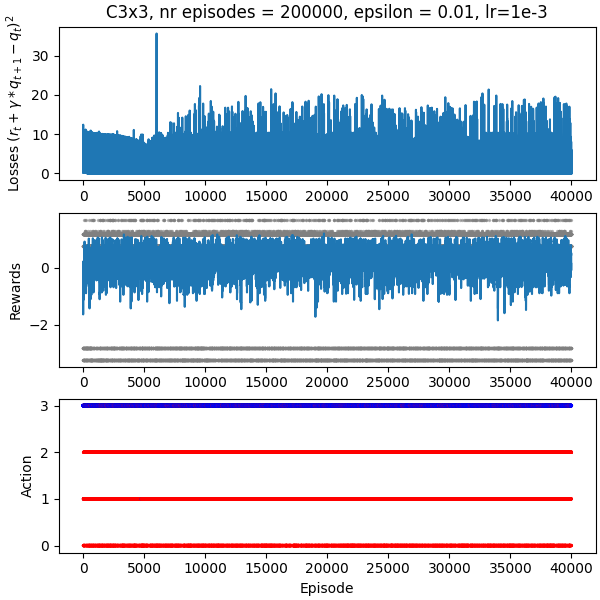 C3x3, nr episodes = 200000, epsilon = 0.01, lr=1e-3
Losses $(r_t + \gamma * q_{t+1} - q_t)^2$
30
20
10
0
0 5000 10000 15000 20000 25000 30000 35000 40000
Rewards
0
−2
0 5000 10000 15000 20000 25000 30000 35000 40000
Action
3
2
1
0
0 5000 10000 15000 20000 25000 30000 35000 40000
Episode